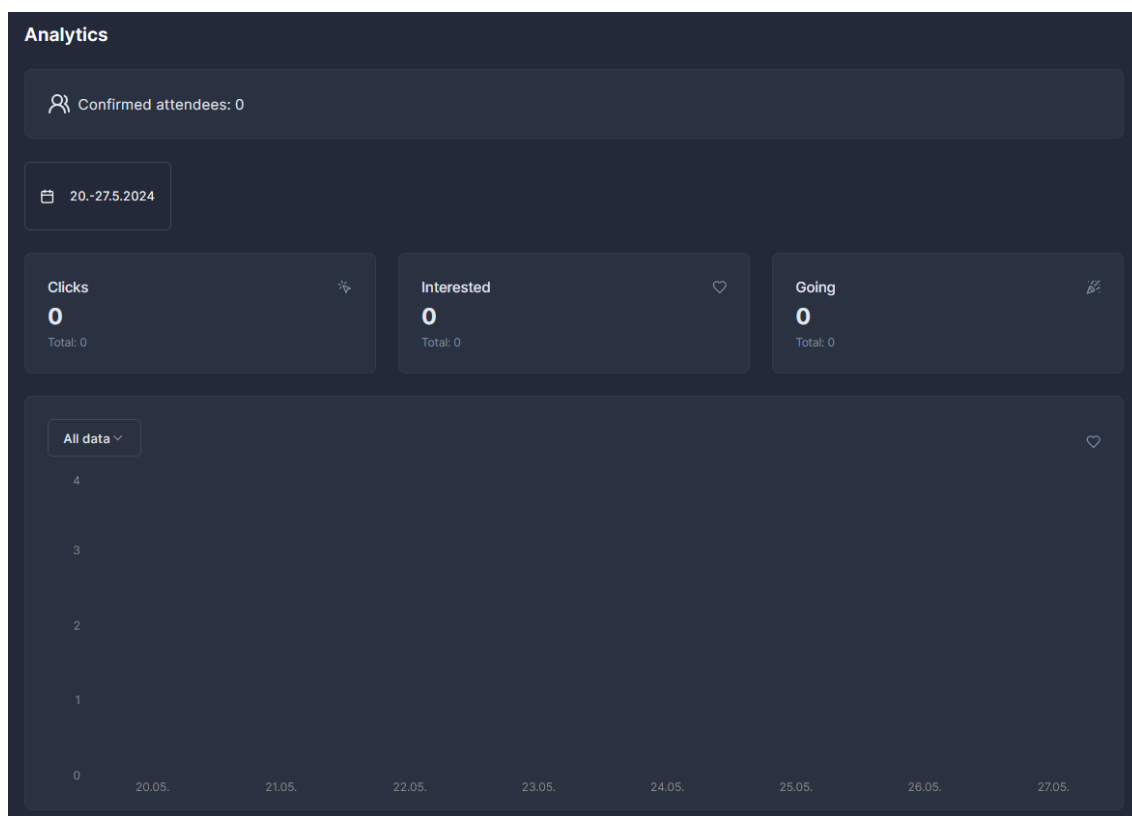 Analytics
Confirmed attendees: 0
20.-27.5.2024
Clicks
0
Total: 0
Interested
0
Total: 0
Going
0
Total: 0
All data
4
3
2
1
0
20.05. 21.05. 22.05. 23.05. 24.05. 25.05. 26.05. 27.05.